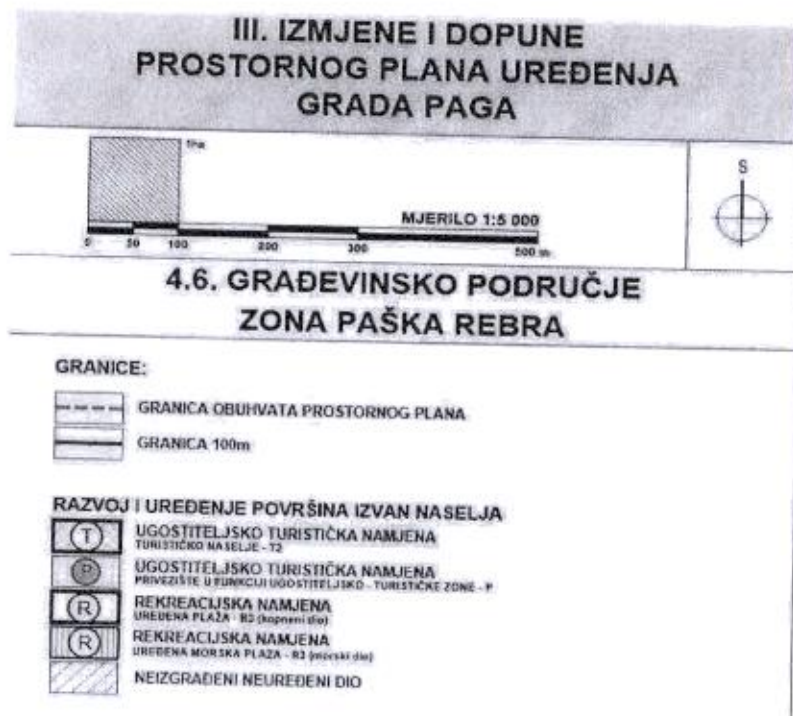 III. IZMJENE I DOPUNE
PROSTORNOG PLANA UREĐENJA
GRADA PAGA
1ha
S
MJERILO 1:5 000
0 50 100 200 300 500 m
4.6. GRAĐEVINSKO PODRUČJE
ZONA PAŠKA REBRA
GRANICE:
GRANICA OBUHVATA PROSTORNOG PLANA
GRANICA 100m
RAZVOJ I UREĐENJE POVRŠINA IZVAN NASELJA
T UGOSTITELJSKO TURISTIČKA NAMJENA
TURISTIČKO NASELJE - T2
P UGOSTITELJSKO TURISTIČKA NAMJENA
PRIVEZIŠTE U FUNKCIJI UGOSTITELJSKO - TURISTIČKE ZONE - P
R REKREACIJSKA NAMJENA
UREĐENA PLAŽA - R3 (kopneni dio)
R REKREACIJSKA NAMJENA
UREĐENA MORSKA PLAŽA - R3 (morski dio)
NEIZGRAĐENI NEUREĐENI DIO